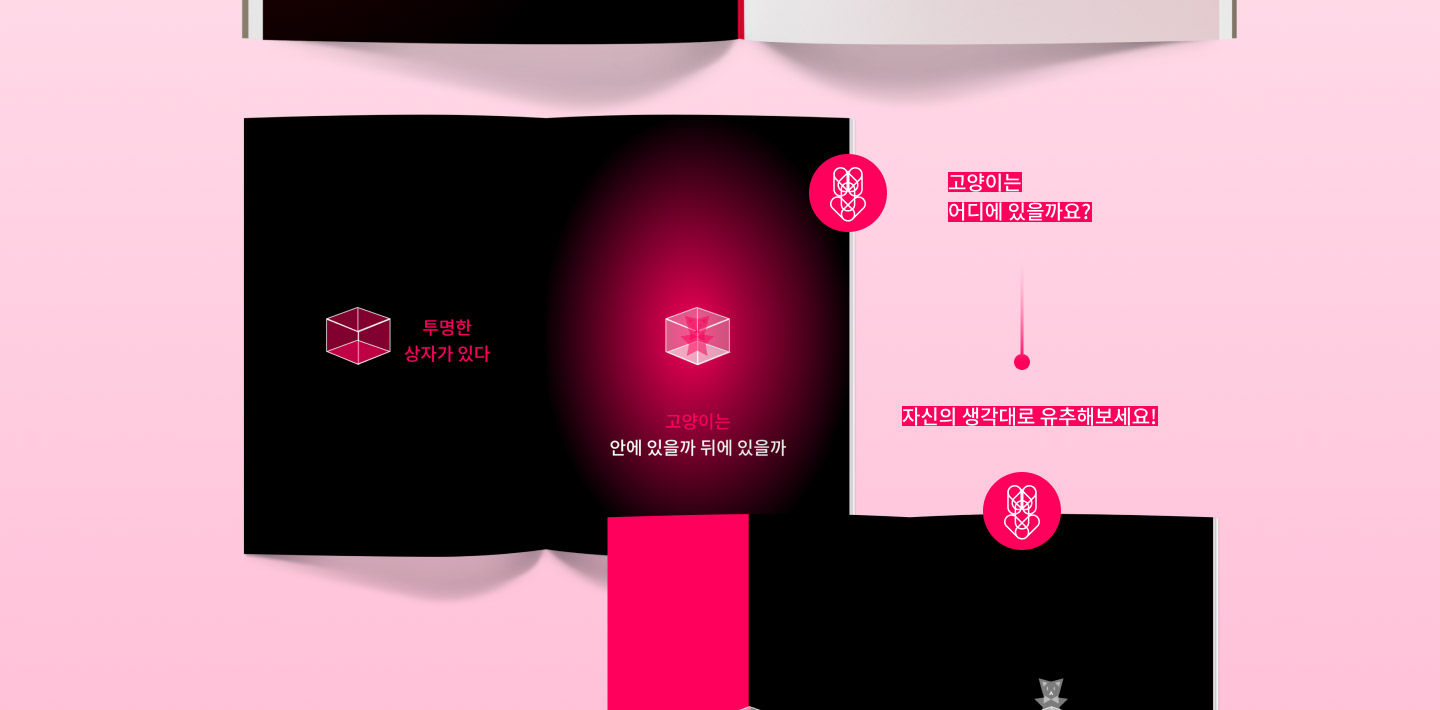 고양이는
어디에 있을까요?
투명한
상자가 있다
고양이는
안에 있을까 뒤에 있을까
자신의 생각대로 유추해보세요!